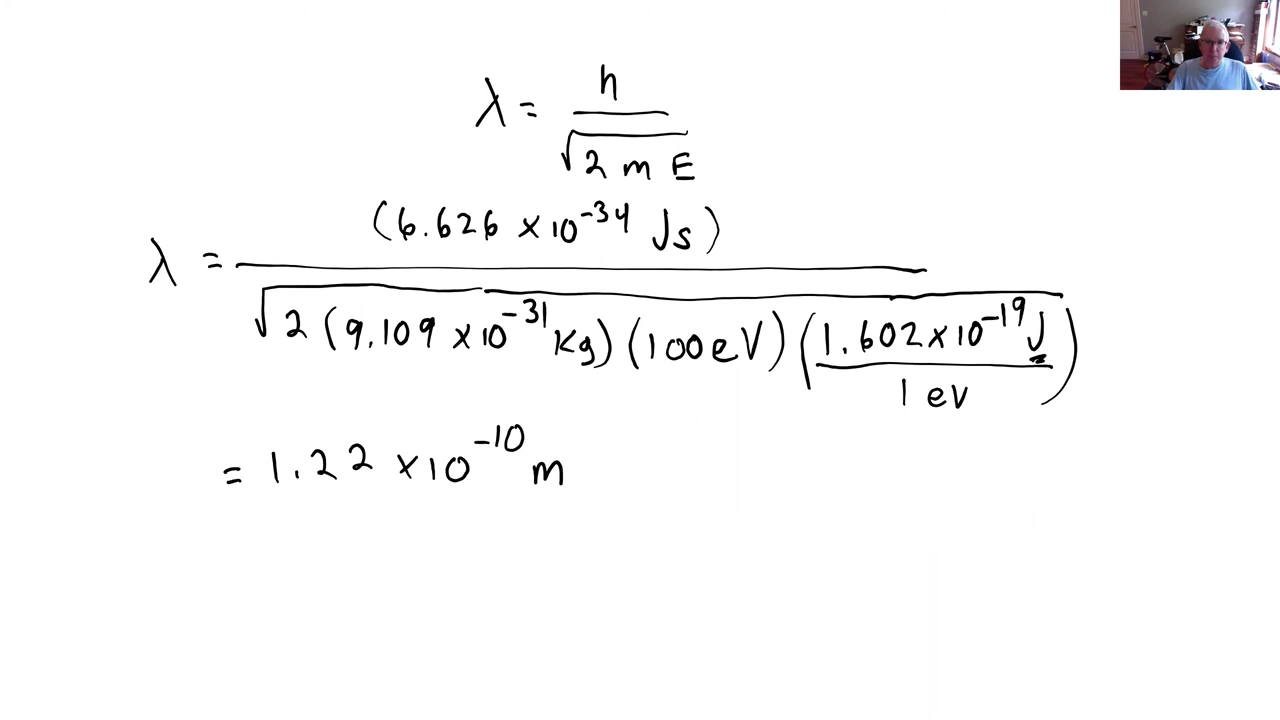 λ = h / √(2 m E)
λ = (6.626 × 10⁻³⁴ Js) / √(2 (9.109 × 10⁻³¹ Kg) (100 eV) (1.602 × 10⁻¹⁹ J / 1 ev))
= 1.22 × 10⁻¹⁰ m